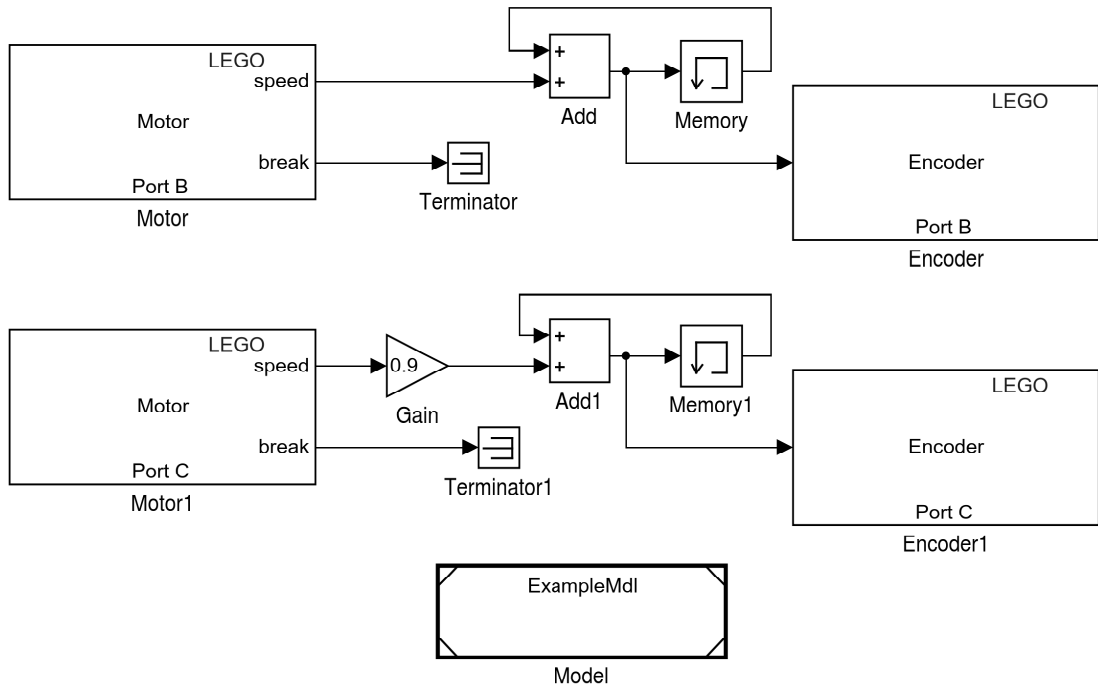 LEGO
speed
Motor
break
Port B
Motor
Terminator
+
+
Add
Memory
LEGO
Encoder
Port B
Encoder
LEGO
speed
Motor
break
Port C
Motor1
0.9
Gain
Terminator1
+
+
Add1
Memory1
LEGO
Encoder
Port C
Encoder1
ExampleMdl
Model